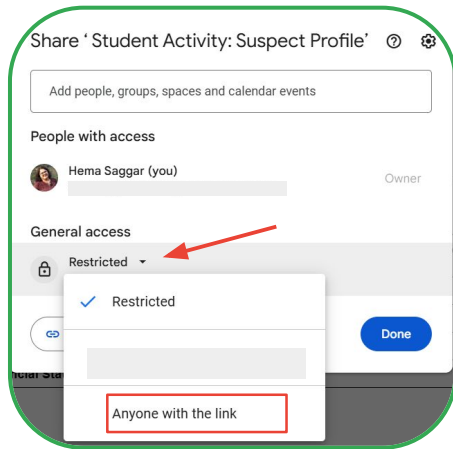 Share ‘ Student Activity: Suspect Profile’
Add people, groups, spaces and calendar events
People with access
Hema Saggar (you)
Owner
General access
Restricted
Restricted
Done
Anyone with the link